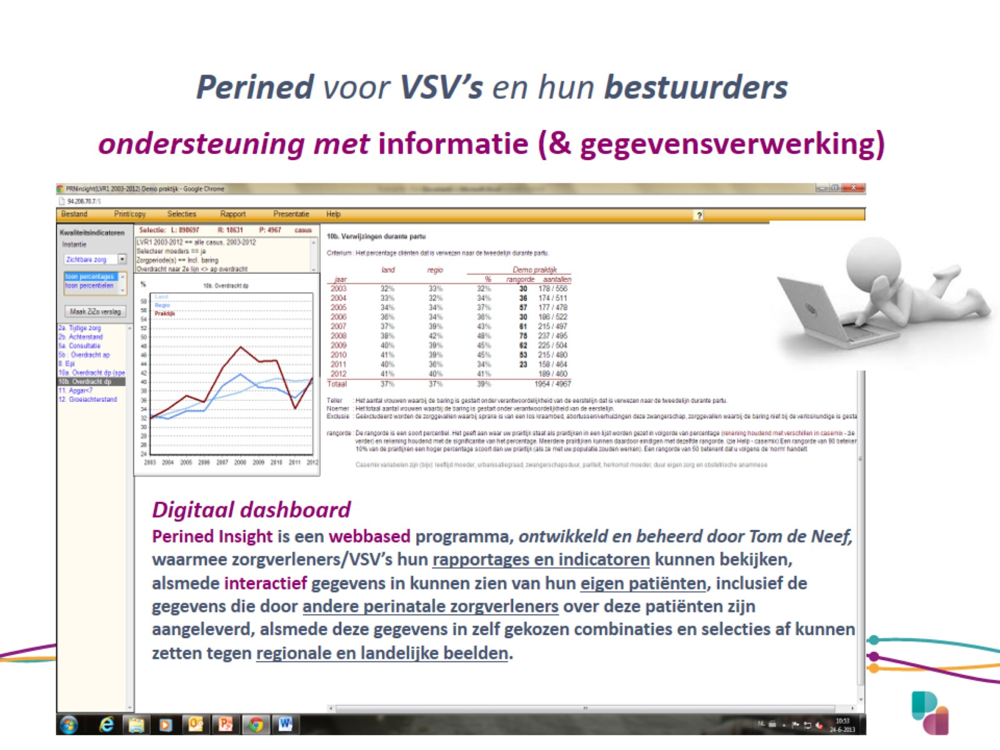 Perined voor VSV's en hun bestuurders
ondersteuning met informatie (& gegevensverwerking)
PRNinsight(LVR1 2003-2012) Demo praktijk - Google Chrome
94.208.70.7/5
Bestand Print/copy Selecties Rapport Presentatie Help ?
Kwaliteitsindicatoren
Instantie
Zichtbare zorg
toon percentages
toon percentielen
Maak ZiZo verslag
2a. Tijdige zorg
2b. Achterstand
5a. Consultatie
5b : Overdracht ap
8. Epi
10a. Overdracht dp (spe
10b. Overdracht dp
11. Apgar<7
12. Groeiachterstand
Selectie: L: 898697 R: 18631 P: 4967 casus
LVR1 2003-2012 == alle casus, 2003-2012
Selecteer moeders == ja
Zorgperiode(s) == Incl. baring
Overdracht naar 2e lijn <> ap overdracht
% 10b. Overdracht dp
Land
Regio
Praktijk
58
56
54
52
50
48
46
44
42
40
38
36
34
32
30
28
26
24
2003 2004 2005 2006 2007 2008 2009 2010 2011 2012
10b. Verwijzingen durante partu
Criterium : Het percentage cliënten dat is verwezen naar de tweedelijn durante partu.
land regio Demo praktijk
jaar % rangorde aantallen
2003 32% 33% 32% 30 178 / 556
2004 33% 32% 34% 36 174 / 511
2005 34% 34% 37% 57 177 / 478
2006 36% 34% 36% 30 186 / 522
2007 37% 39% 43% 61 215 / 497
2008 38% 42% 48% 75 237 / 495
2009 40% 39% 45% 62 225 / 504
2010 41% 39% 45% 53 215 / 480
2011 40% 36% 34% 23 158 / 464
2012 41% 40% 41% 189 / 460
Totaal 37% 37% 39% 1954 / 4967
Teller : Het aantal vrouwen waarbij de baring is gestart onder verantwoordelijkheid van de eerstelijn dat is verwezen naar de tweedelijn durante partu.
Noemer : Het totaal aantal vrouwen waarbij de baring is gestart onder verantwoordelijkheid van de eerstelijn.
Exclusie : Geëxcludeerd worden de zorggevallen waarbij sprake is van een los kraambed, abortussen/verhuizingen deze zwangerschap, zorggevallen waarbij de baring niet bij de verloskundige is gesta
rangorde : De rangorde is een soort percentiel. Het geeft aan waar uw praktijk staat als praktijken in een lijst worden gezet in volgorde van percentage (rekening houdend met verschillen in casemix - zie
verder) en rekening houdend met de significantie van het percentage. Meerdere praktijken kunnen daardoor eindigen met dezelfde rangorde. (zie Help - casemix) Een rangorde van 90 beteken
10% van de praktijken een hoger percentage scoort dan uw praktijk (als ze met uw populatie zouden werken). Een rangorde van 50 betekent dat u volgens de 'norm' handelt
Casemix variabelen zijn (bijv): leeftijd moeder, urbanisatiegraad, zwangerschapsduur, pariteit, herkomst moeder, duur eigen zorg en obstetrische anamnese
Digitaal dashboard
Perined Insight is een webbased programma, ontwikkeld en beheerd door Tom de Neef,
waarmee zorgverleners/VSV's hun rapportages en indicatoren kunnen bekijken,
alsmede interactief gegevens in kunnen zien van hun eigen patiënten, inclusief de
gegevens die door andere perinatale zorgverleners over deze patiënten zijn
aangeleverd, alsmede deze gegevens in zelf gekozen combinaties en selecties af kunnen
zetten tegen regionale en landelijke beelden.
NL 10:53
24-6-2013